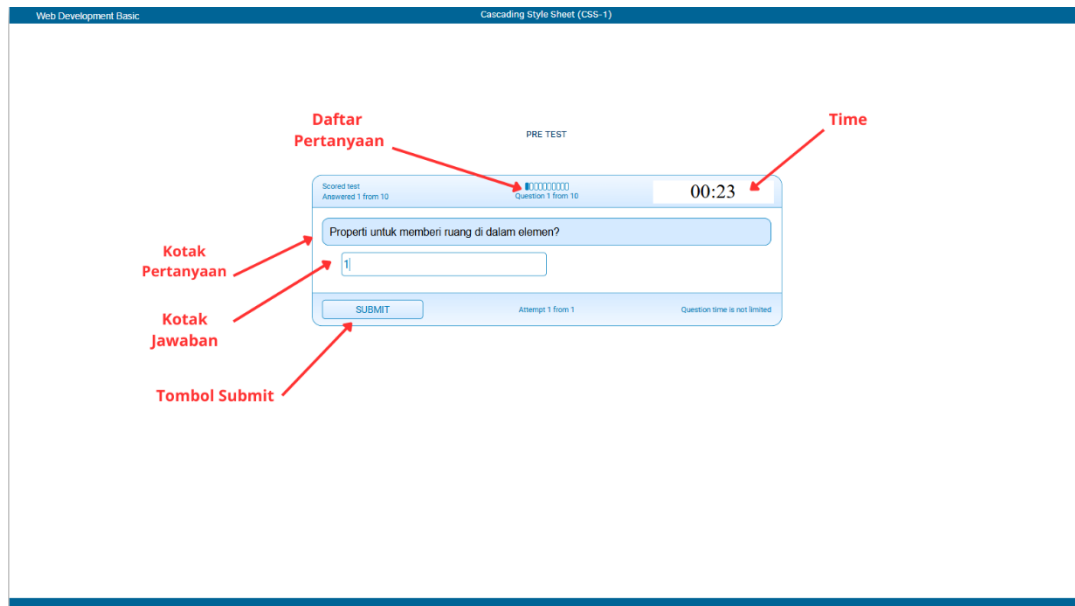 Web Development Basic
Cascading Style Sheet (CSS-1)
Daftar
Pertanyaan
PRE TEST
Time
Scored test
Answered 1 from 10
Question 1 from 10
00:23
Properti untuk memberi ruang di dalam elemen?
Kotak
Pertanyaan
1
Kotak
Jawaban
SUBMIT
Attempt 1 from 1
Question time is not limited
Tombol Submit